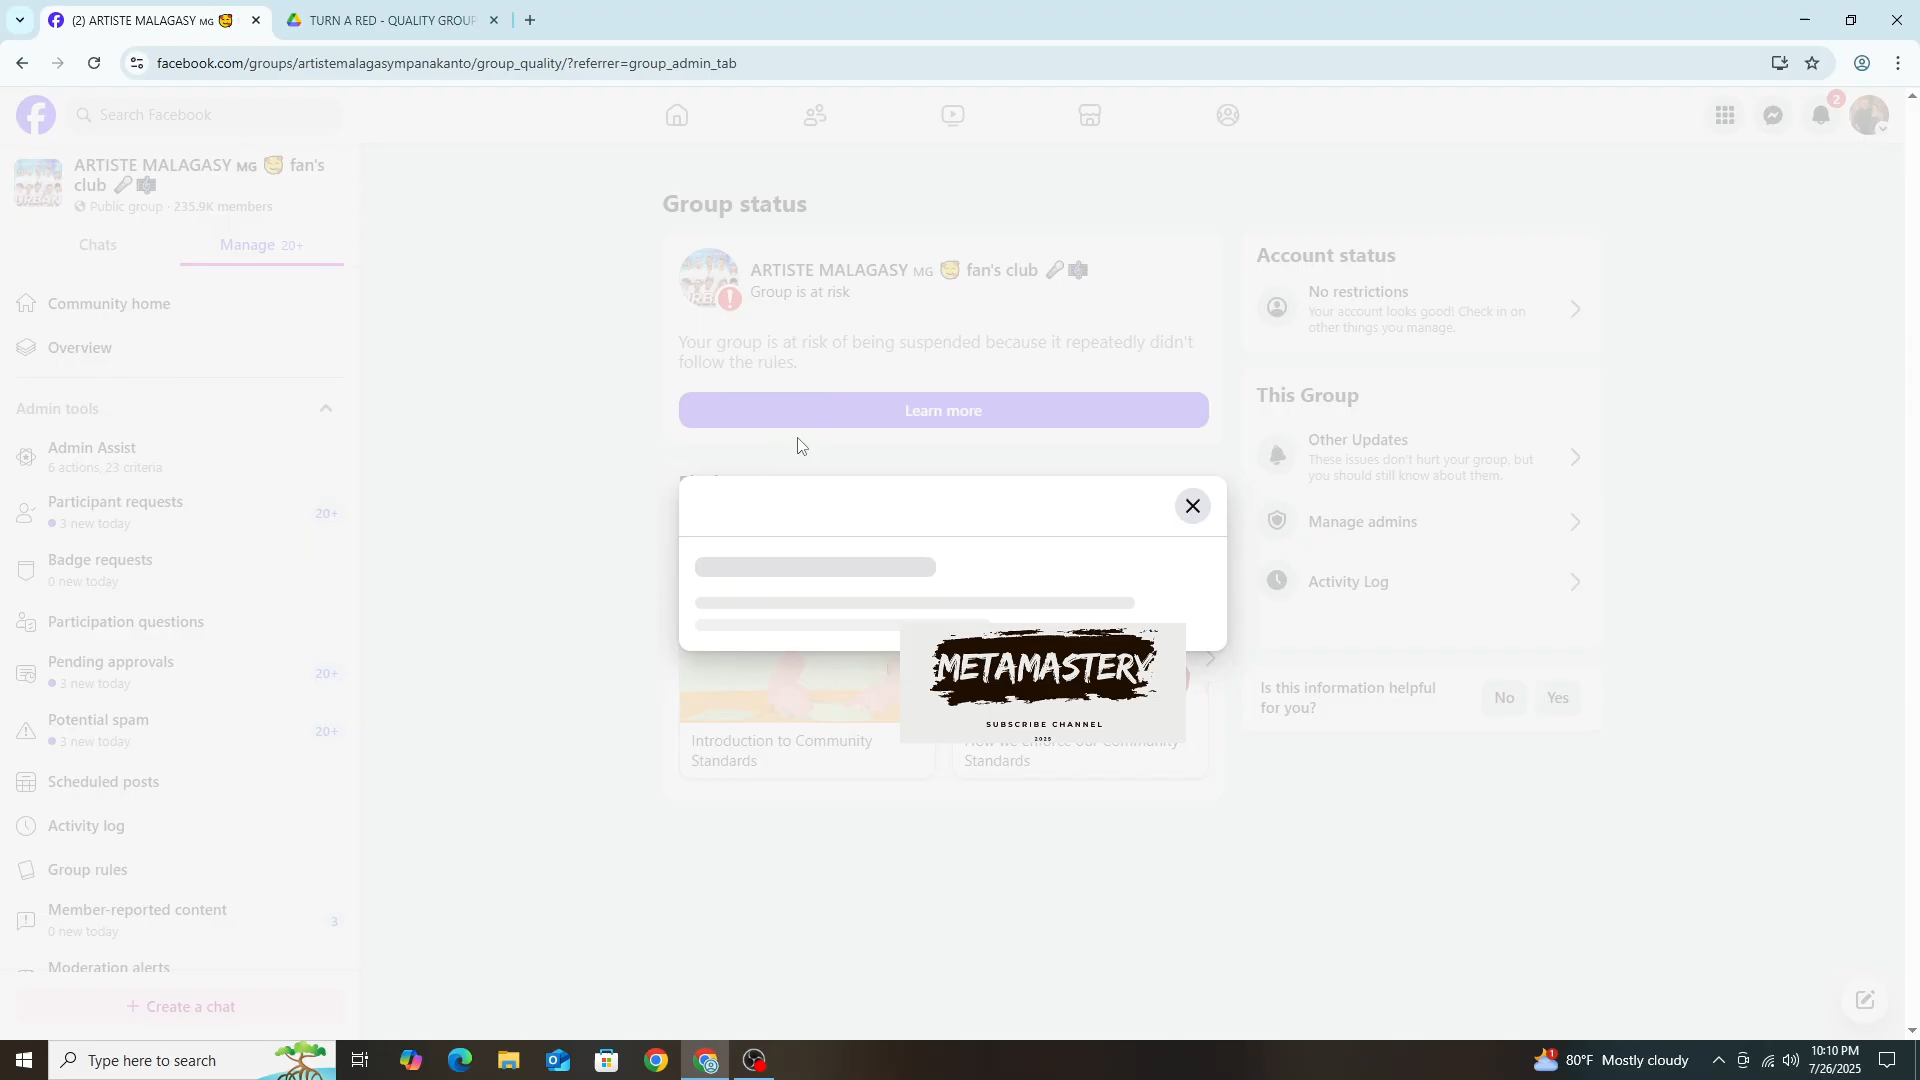 (2) ARTISTE MALAGASY MG 🥰
TURN A RED - QUALITY GROUP
facebook.com/groups/artistemalagasympanakanto/group_quality/?referrer=group_admin_tab
Search Facebook
2
ARTISTE MALAGASY MG 🥰 fan's
club 🎤🎼
Public group · 235.9K members
Chats
Manage 20+
Community home
Overview
Admin tools
Admin Assist
6 actions, 23 criteria
Participant requests
3 new today
20+
Badge requests
0 new today
Participation questions
Pending approvals
3 new today
20+
Potential spam
3 new today
20+
Scheduled posts
Activity log
Group rules
Member-reported content
0 new today
3
Moderation alerts
+ Create a chat
Group status
ARTISTE MALAGASY MG 🥰 fan's club 🎤🎼
Group is at risk
Your group is at risk of being suspended because it repeatedly didn't
follow the rules.
Learn more
METAMASTERY
SUBSCRIBE CHANNEL
2025
Introduction to Community
Standards
How we enforce our Community
Standards
Account status
No restrictions
Your account looks good! Check in on
other things you manage.
This Group
Other Updates
These issues don't hurt your group, but
you should still know about them.
Manage admins
Activity Log
Is this information helpful
for you?
No
Yes
Type here to search
80°F Mostly cloudy
10:10 PM
7/26/2025